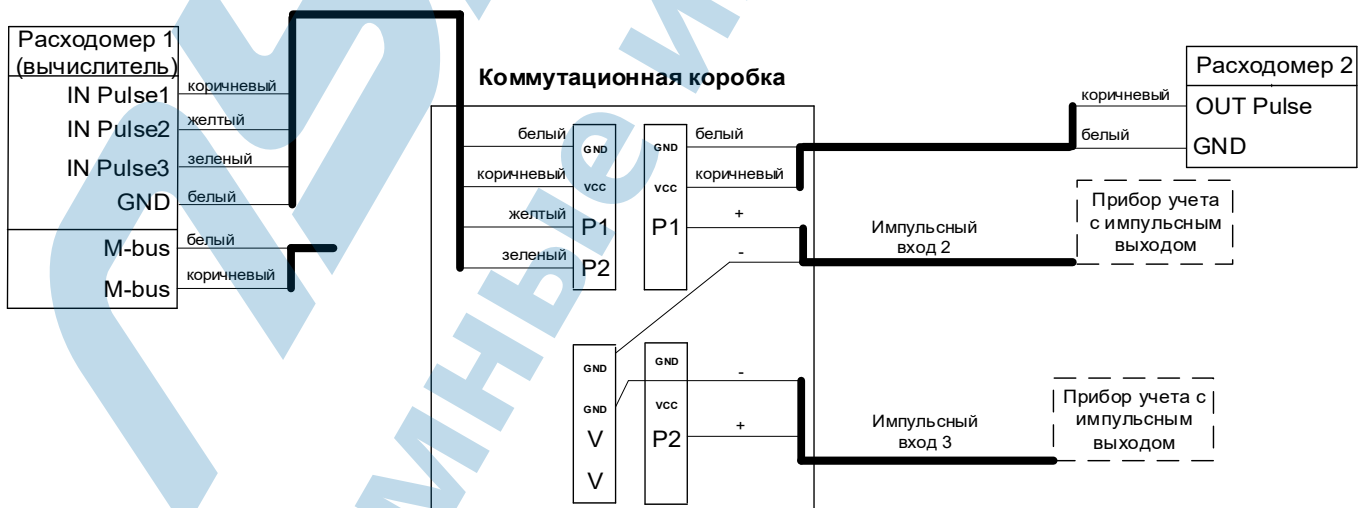 Расходомер 1
(вычислитель)
IN Pulse1
коричневый
IN Pulse2
желтый
IN Pulse3
зеленый
GND
белый
M-bus
белый
M-bus
коричневый
Коммутационная коробка
белый
GND
коричневый
VCC
желтый
P1
зеленый
P2
GND
белый
VCC
коричневый
P1
+
-
GND
GND
V
V
GND
-
VCC
P2
+
коричневый
белый
Расходомер 2
OUT Pulse
GND
Импульсный
вход 2
Прибор учета
с импульсным
выходом
Импульсный
вход 3
Прибор учета с
импульсным
выходом